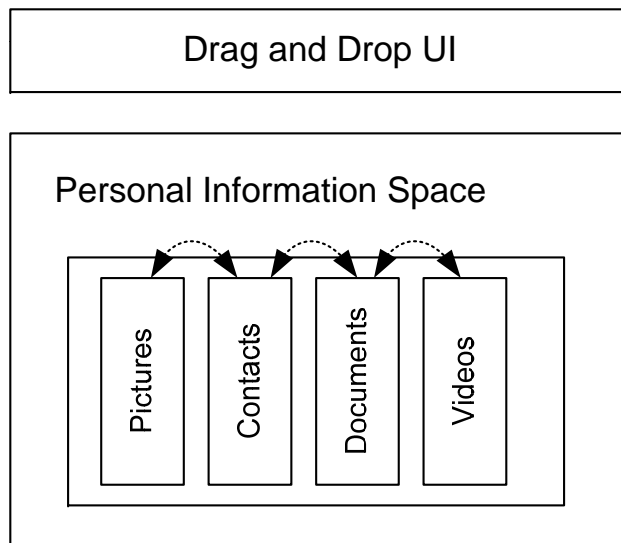 Drag and Drop UI
Personal Information Space
Pictures
Contacts
Documents
Videos